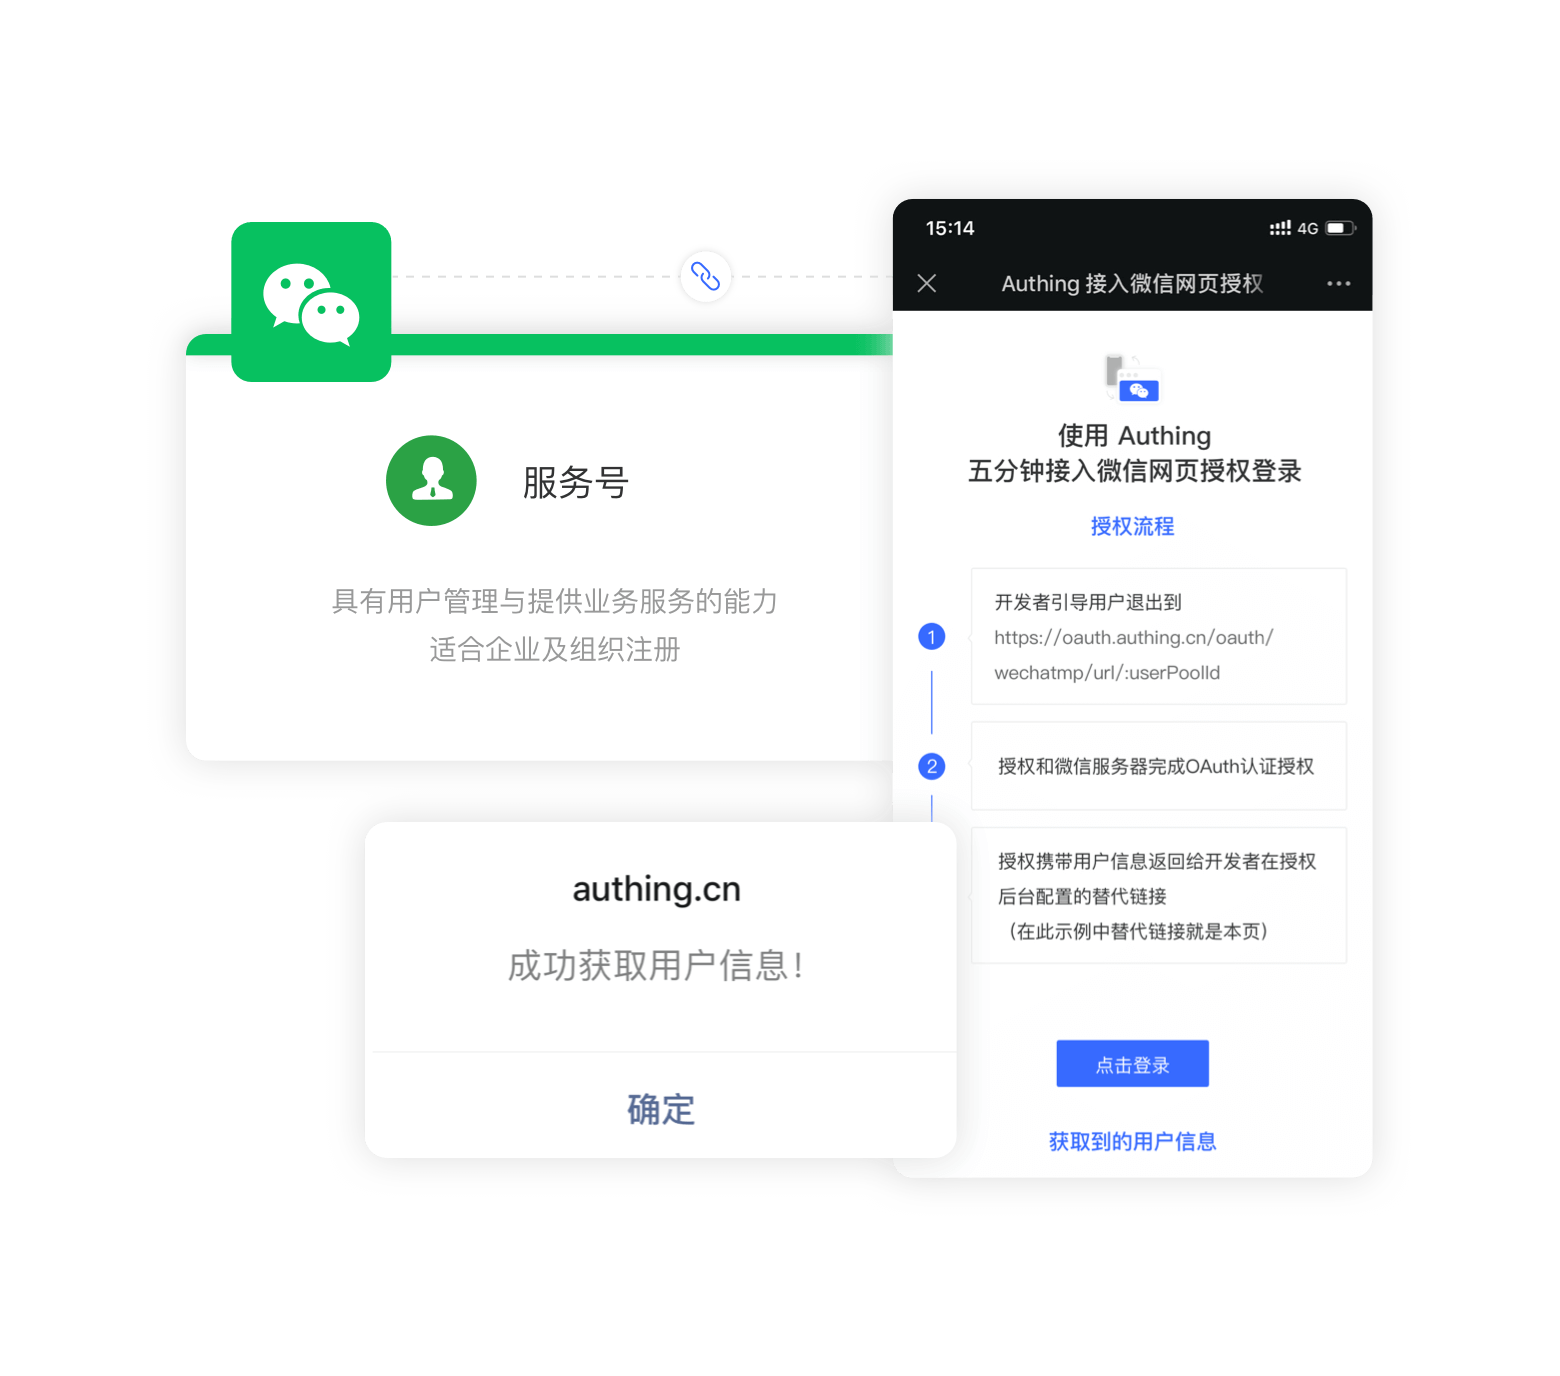 服务号
具有用户管理与提供业务服务的能力
适合企业及组织注册
authing.cn
成功获取用户信息！
确定
15:14
4G
Authing 接入微信网页授权
使用 Authing
五分钟接入微信网页授权登录
授权流程
1
开发者引导用户退出到
https://oauth.authing.cn/oauth/
wechatmp/url/:userPoolId
2
授权和微信服务器完成OAuth认证授权
授权携带用户信息返回给开发者在授权
后台配置的替代链接
（在此示例中替代链接就是本页）
点击登录
获取到的用户信息